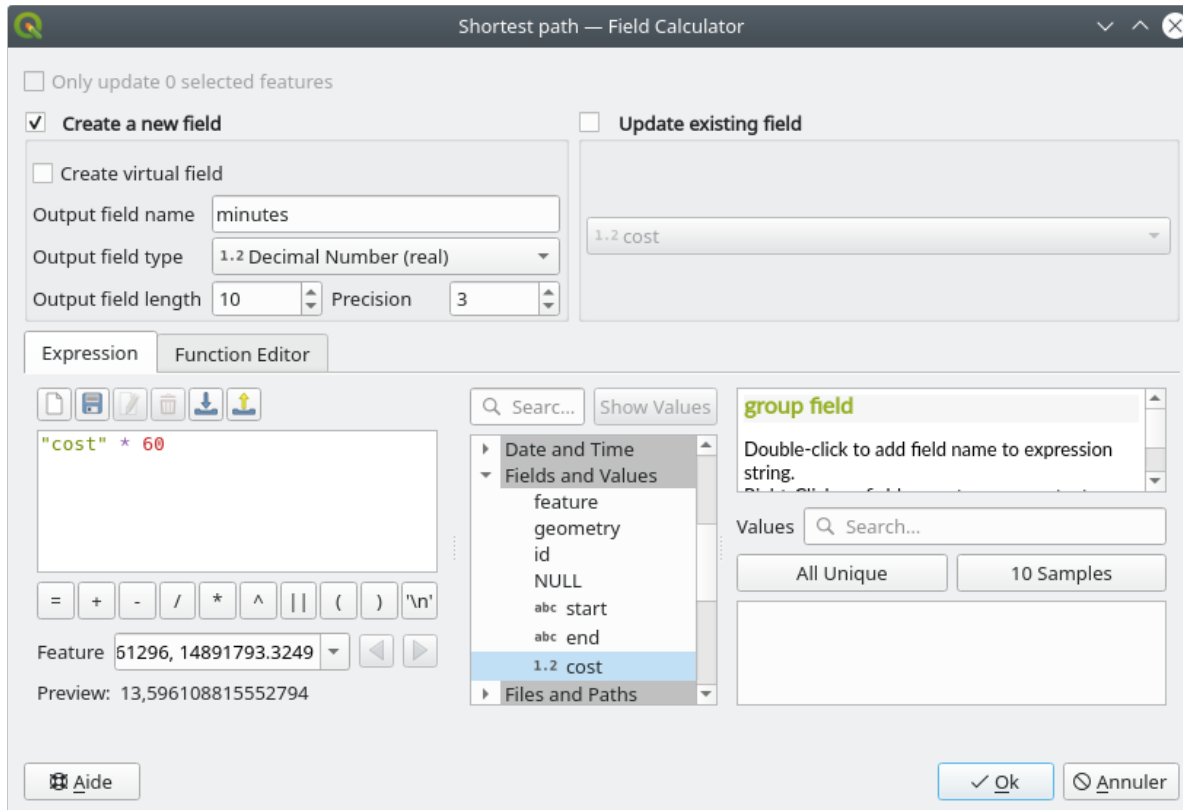 Shortest path — Field Calculator
Only update 0 selected features
Create a new field
Update existing field
Create virtual field
Output field name minutes
1.2 cost
Output field type 1.2 Decimal Number (real)
Output field length 10 Precision 3
Expression Function Editor
Searc... Show Values
group field
"cost" * 60
Date and Time
Double-click to add field name to expression
string.
Fields and Values
feature
geometry
id
NULL
abc start
abc end
1.2 cost
Files and Paths
Values Search...
All Unique 10 Samples
= + - / * ^ || ( ) '\n'
Feature 61296, 14891793.3249
Preview: 13,596108815552794
Aide
Ok
Annuler